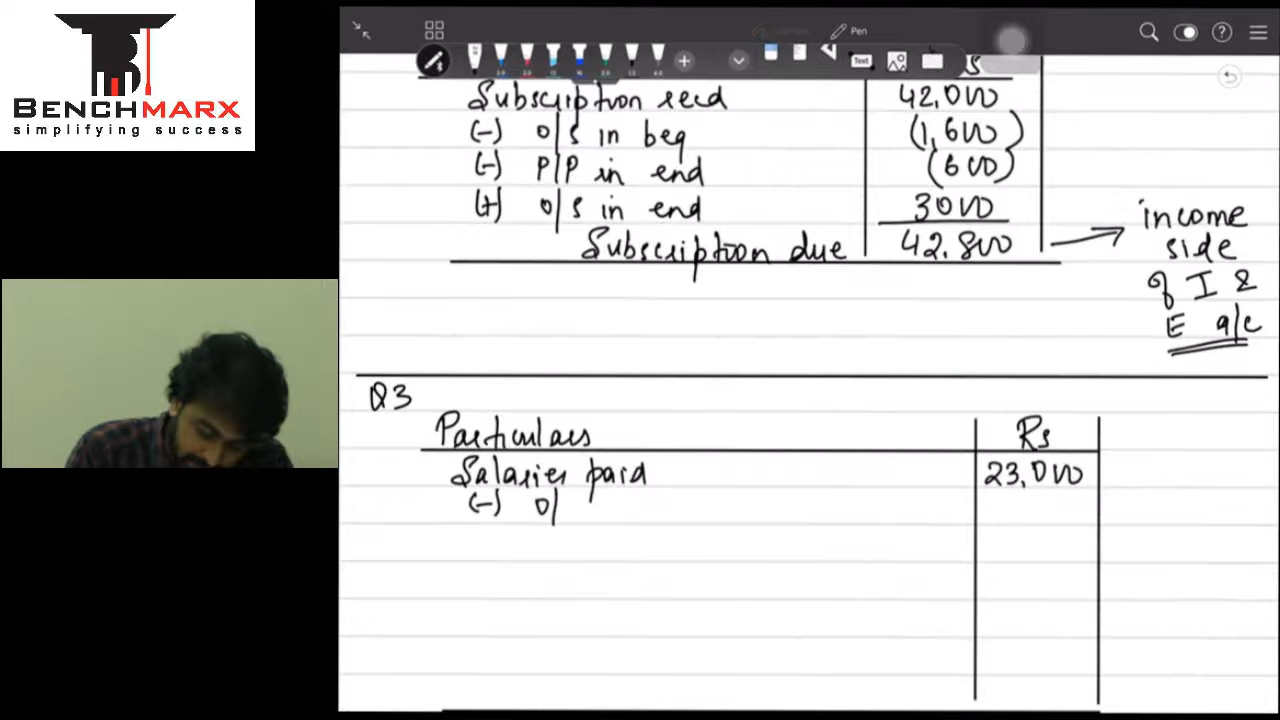 BENCHMARX
simplifying success
Pen
Text
Subscription recd 42,000
(-) O/s in beg (1,600)
(-) P/P in end (600)
(+) O/s in end 3000
Subscription due 42,800
income
side
of I &
E a/c
Q3
Particulars Rs
Salaries paid 23,000
(-) O/